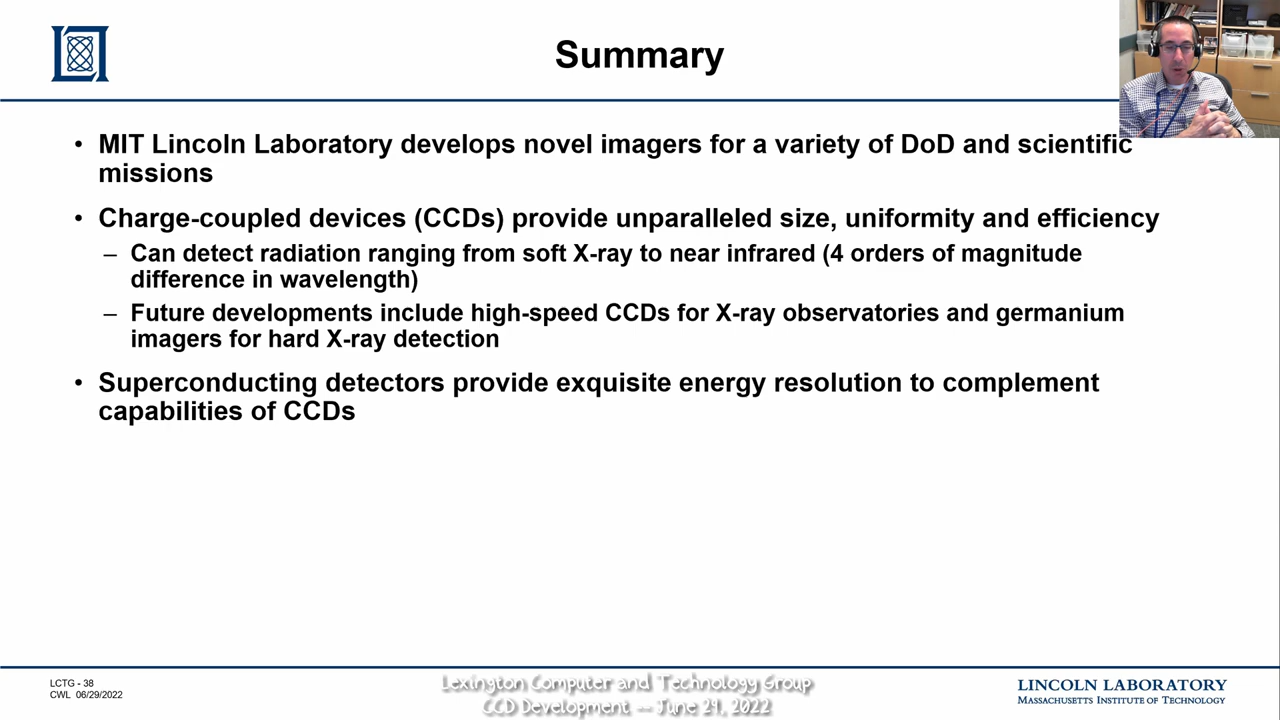 Summary
• MIT Lincoln Laboratory develops novel imagers for a variety of DoD and scientific
missions
• Charge-coupled devices (CCDs) provide unparalleled size, uniformity and efficiency
– Can detect radiation ranging from soft X-ray to near infrared (4 orders of magnitude
difference in wavelength)
– Future developments include high-speed CCDs for X-ray observatories and germanium
imagers for hard X-ray detection
• Superconducting detectors provide exquisite energy resolution to complement
capabilities of CCDs
LCTG - 38
CWL 06/29/2022
Lexington Computer and Technology Group
CCD Development -- June 29, 2022
LINCOLN LABORATORY
MASSACHUSETTS INSTITUTE OF TECHNOLOGY